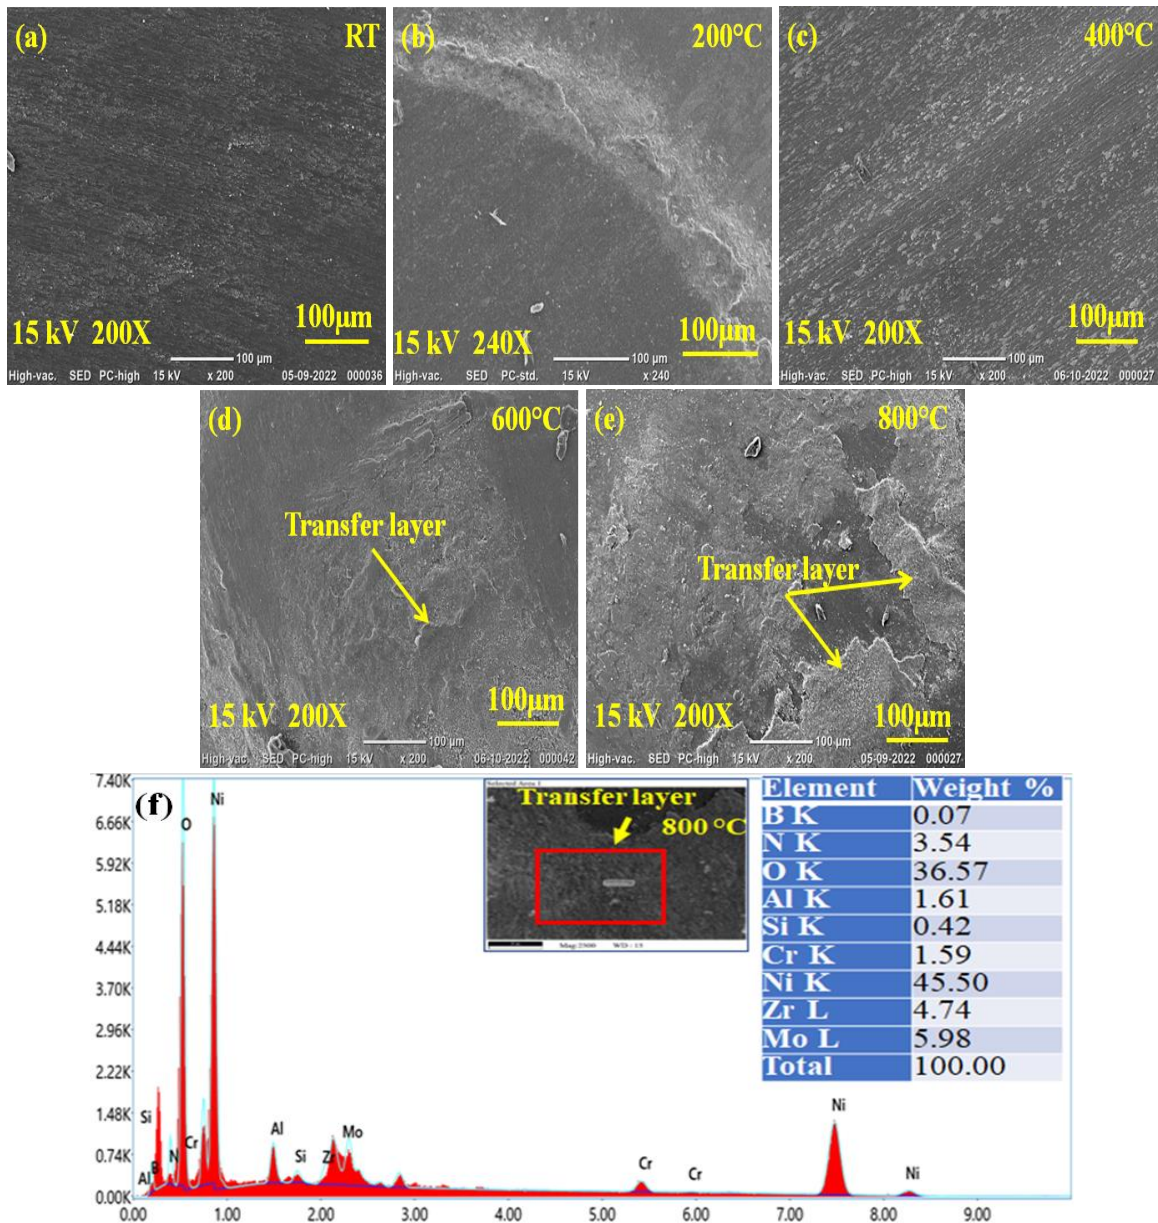 (a) RT
15 kV 200X 100μm
100 μm
High-vac. SED PC-high 15 kV x 200 05-09-2022 000036
(b) 200°C
15 kV 240X 100μm
100 μm
High-vac. SED PC-std. 15 kV x 240
(c) 400°C
15 kV 200X 100μm
100 μm
High-vac. SED PC-high 15 kV x 200 06-10-2022 000027
(d) 600°C
Transfer layer
15 kV 200X 100μm
100 μm
High-vac. SED PC-high 15 kV x 200 06-10-2022 000042
(e) 800°C
Transfer layer
15 kV 200X 100μm
100 μm
High-vac. SED PC-high 15 kV x 200 05-09-2022 000027
(f)
7.40K
6.66K
5.92K
5.18K
4.44K
3.70K
2.96K
2.22K
1.48K
0.74K
0.00K
0.00 1.00 2.00 3.00 4.00 5.00 6.00 7.00 8.00 9.00
Si
Al
B
N
O
Cr
Ni
Al
Si
Zr
Mo
Cr
Cr
Ni
Ni
Selected Area 1
Transfer layer
800 °C
Mag:2500 WD : 13
Element Weight %
B K 0.07
N K 3.54
O K 36.57
Al K 1.61
Si K 0.42
Cr K 1.59
Ni K 45.50
Zr L 4.74
Mo L 5.98
Total 100.00